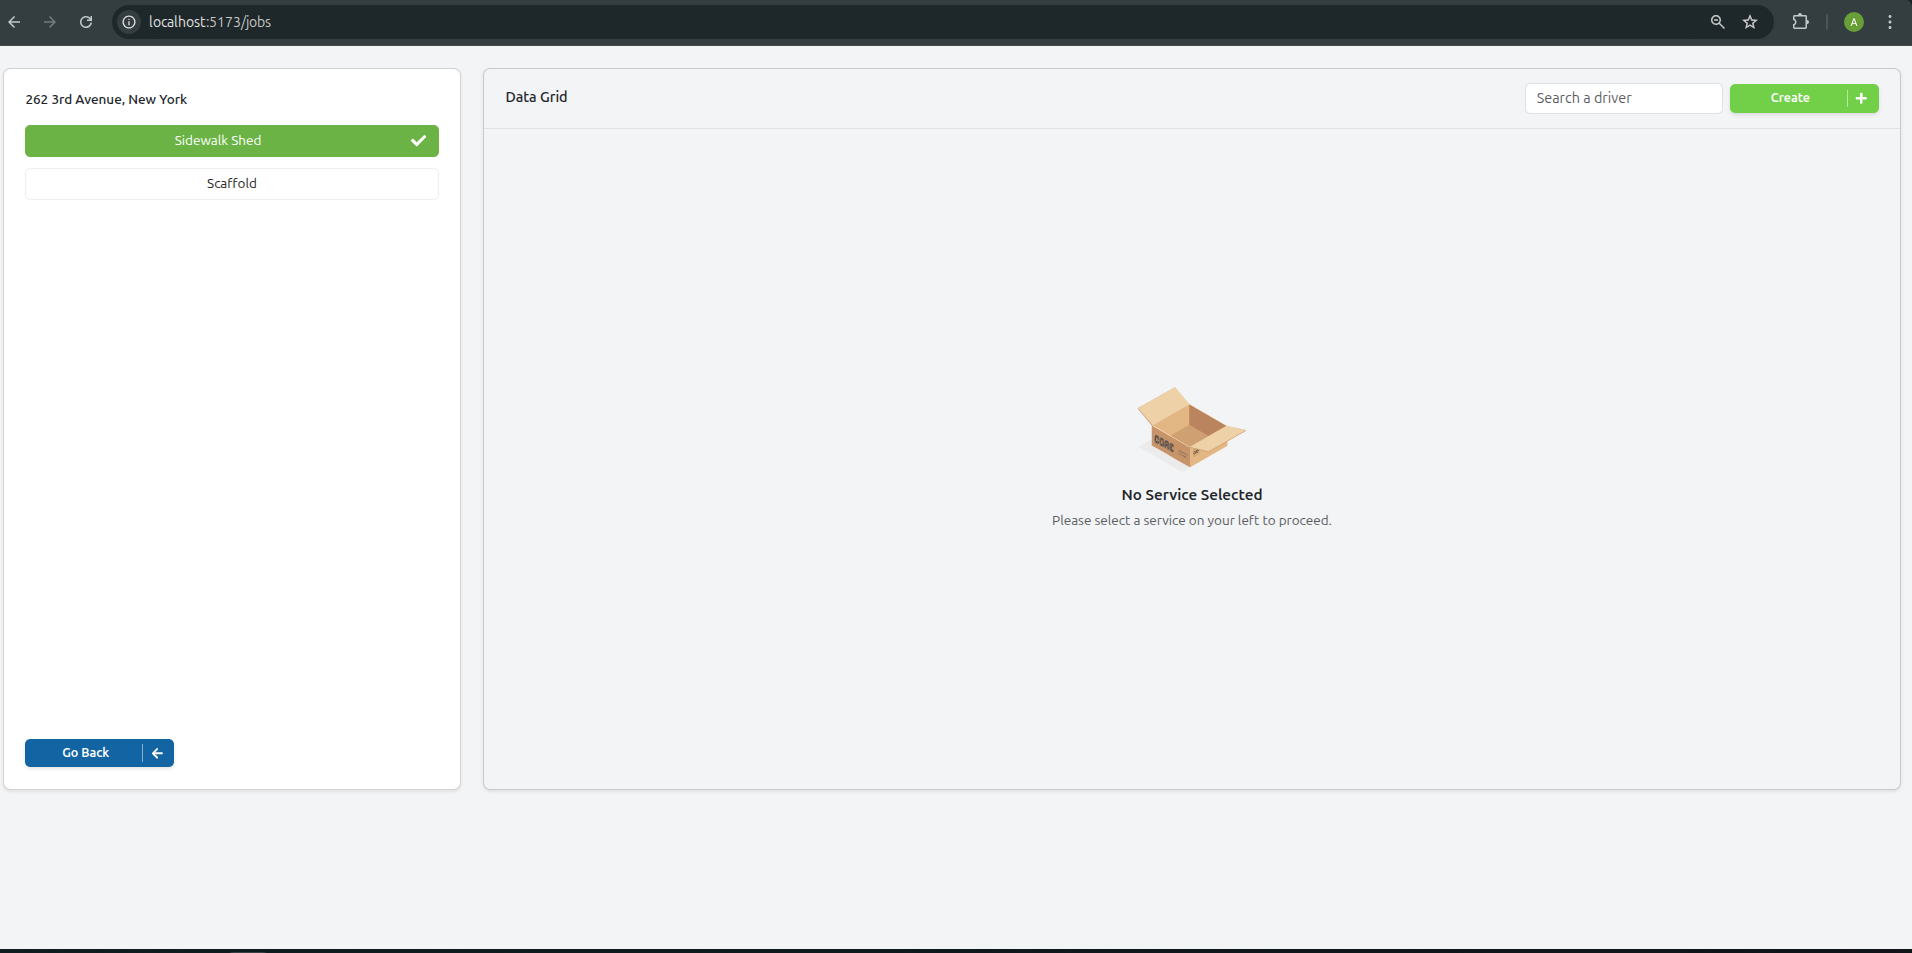 localhost:5173/jobs
A
262 3rd Avenue, New York
Sidewalk Shed
Scaffold
Go Back
Data Grid
Search a driver
Create
CORE
No Service Selected
Please select a service on your left to proceed.